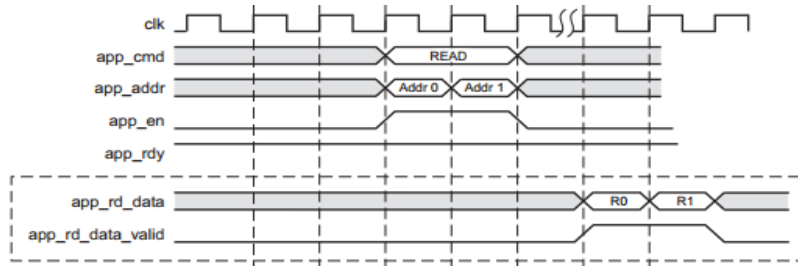 clk
app_cmd READ
app_addr Addr 0 Addr 1
app_en
app_rdy
app_rd_data R0 R1
app_rd_data_valid